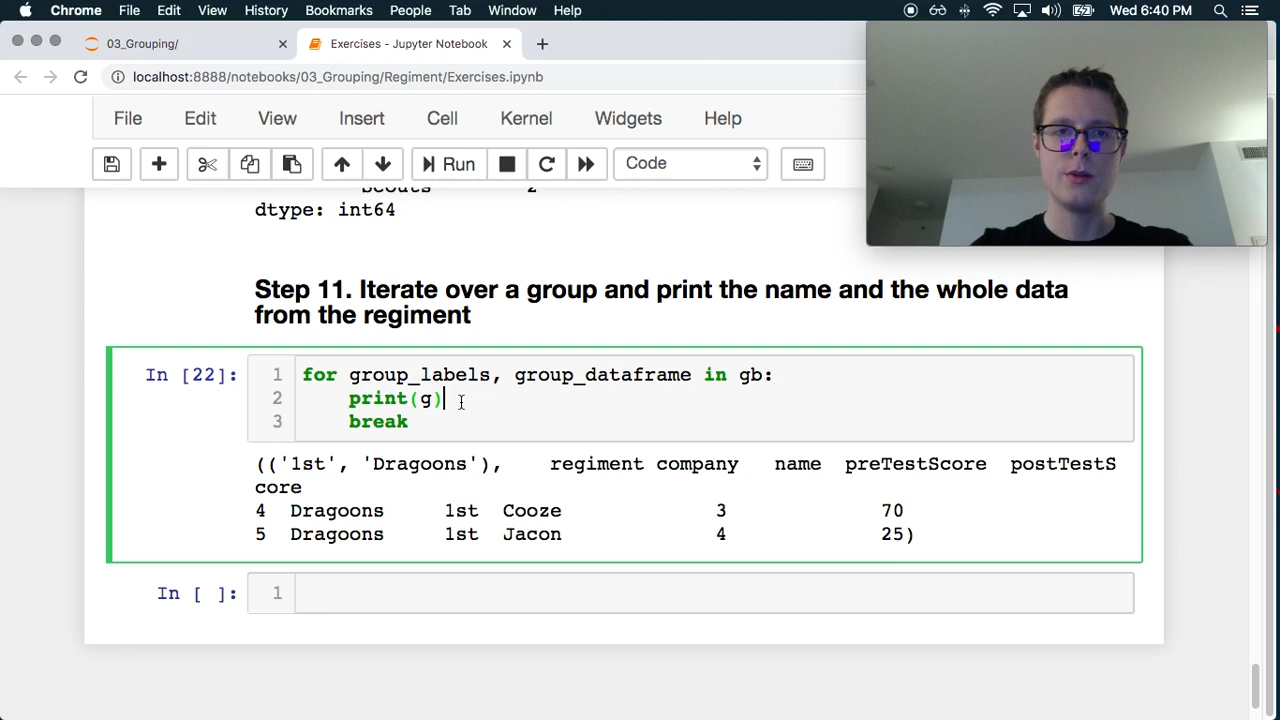 Chrome File Edit View History Bookmarks People Tab Window Help Wed 6:40 PM
03_Grouping/ Exercises - Jupyter Notebook
localhost:8888/notebooks/03_Grouping/Regiment/Exercises.ipynb
File Edit View Insert Cell Kernel Widgets Help
Run Code
Scouts 2
dtype: int64
Step 11. Iterate over a group and print the name and the whole data
from the regiment
In [22]: 1 for group_labels, group_dataframe in gb:
2 print(g)
3 break
(('1st', 'Dragoons'), regiment company name preTestScore postTestS
core
4 Dragoons 1st Cooze 3 70
5 Dragoons 1st Jacon 4 25)
In [ ]: 1